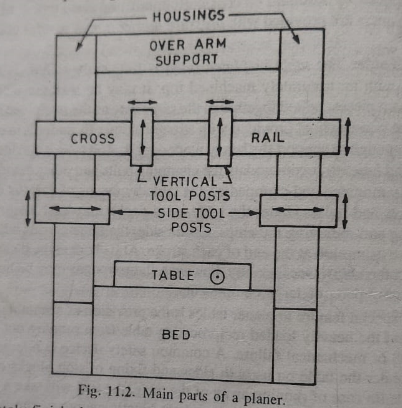 HOUSINGS
OVER ARM
SUPPORT
CROSS
RAIL
VERTICAL
TOOL POSTS
SIDE TOOL
POSTS
TABLE
BED
Fig. 11.2. Main parts of a planer.